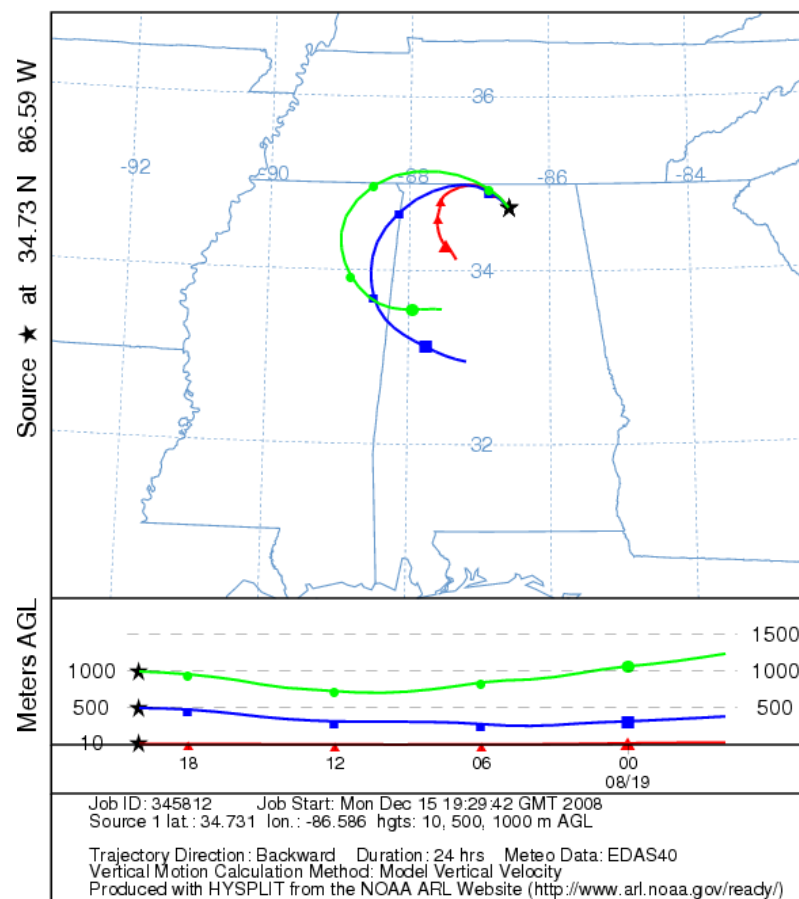 Source ★ at 34.73 N 86.59 W
36
-92
-90
-88
-86
-84
34
32
Meters AGL
1500
1000
1000
500
500
10
18
12
06
00
08/19
Job ID: 345812 Job Start: Mon Dec 15 19:29:42 GMT 2008
Source 1 lat.: 34.731 lon.: -86.586 hgts: 10, 500, 1000 m AGL
Trajectory Direction: Backward Duration: 24 hrs Meteo Data: EDAS40
Vertical Motion Calculation Method: Model Vertical Velocity
Produced with HYSPLIT from the NOAA ARL Website (http://www.arl.noaa.gov/ready/)